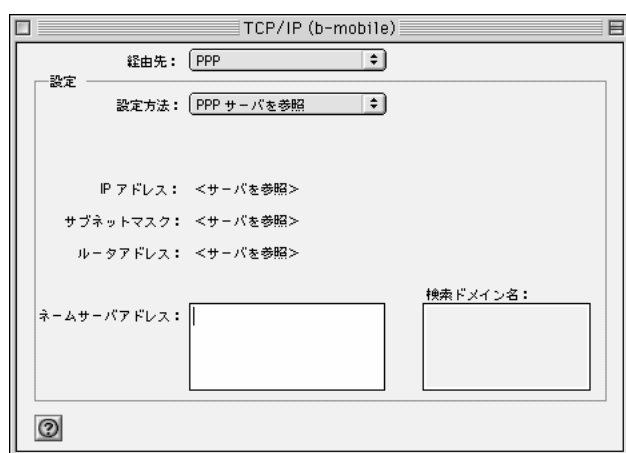 TCP/IP (b-mobile)
経由先： PPP
設定
設定方法： PPP サーバを参照
IP アドレス： <サーバを参照>
サブネットマスク： <サーバを参照>
ルータアドレス： <サーバを参照>
検索ドメイン名：
ネームサーバアドレス：
?